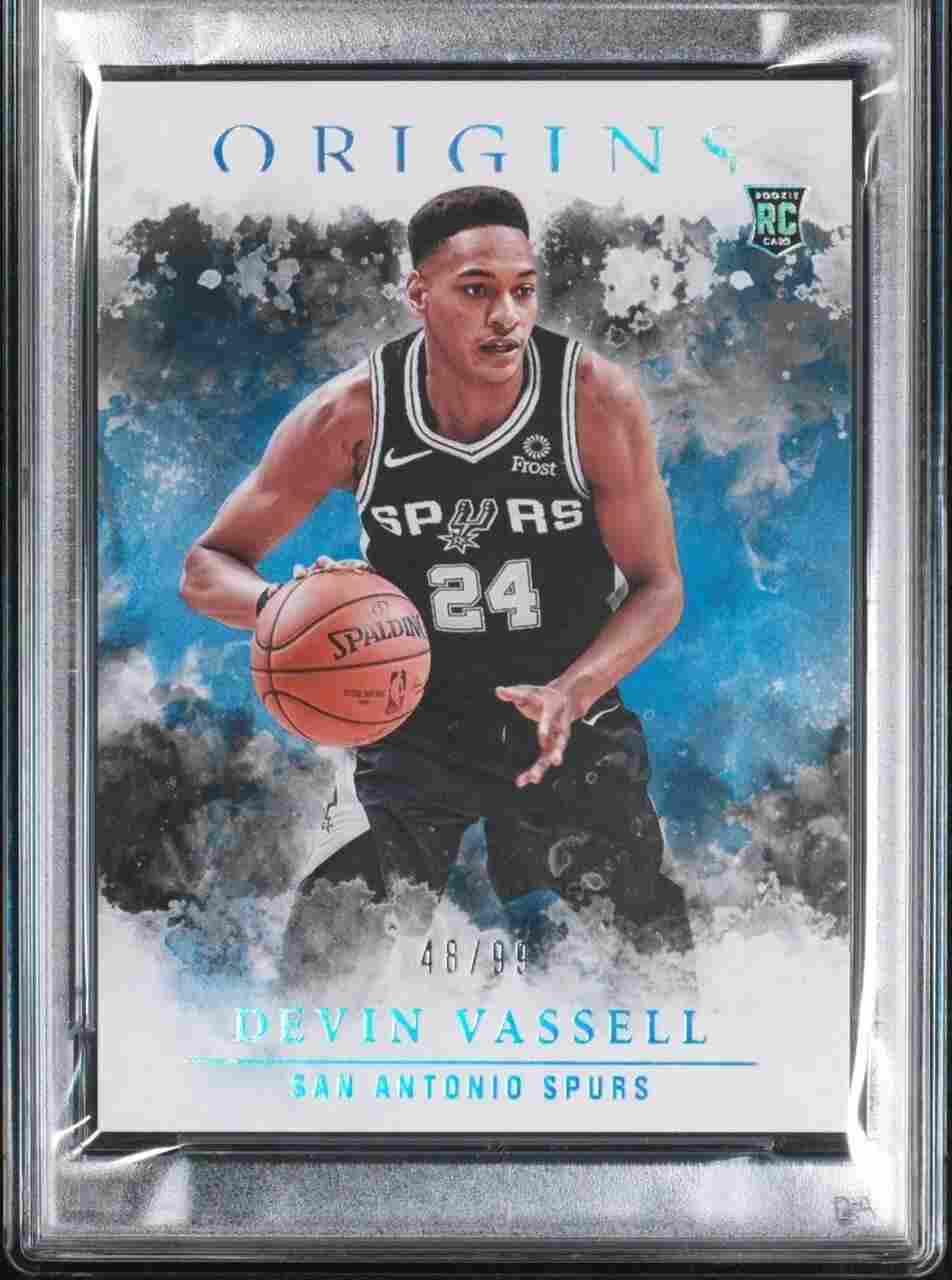 ORIGINS
ROOKIE
RC
CARD
Frost
SPURS
24
SPALDING
48/99
DEVIN VASSELL
SAN ANTONIO SPURS